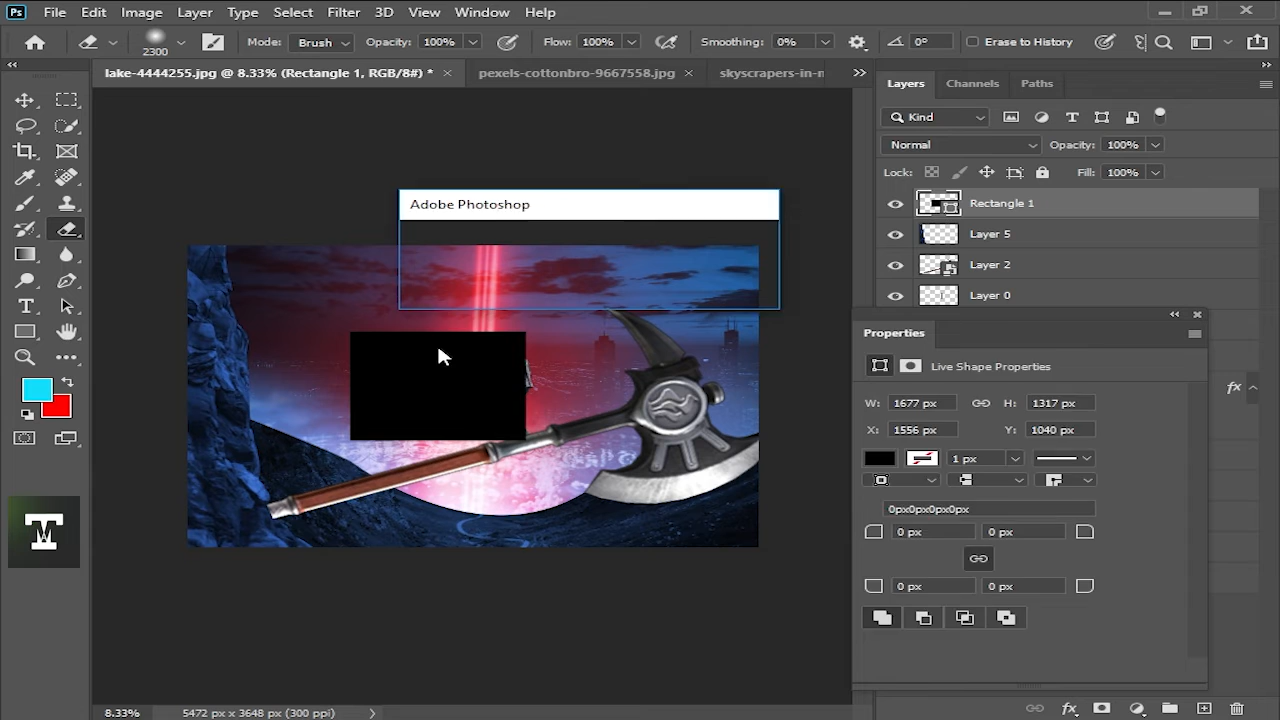 Ps File Edit Image Layer Type Select Filter 3D View Window Help
2300 Mode: Brush Opacity: 100% Flow: 100% Smoothing: 0% 0° Erase to History
lake-4444255.jpg @ 8.33% (Rectangle 1, RGB/8#) * × pexels-cottonbro-9667558.jpg × skyscrapers-in-n
Layers Channels Paths
Kind
Normal Opacity: 100%
Lock: Fill: 100%
Rectangle 1
Layer 5
Layer 2
Layer 0
fx
Adobe Photoshop
Properties
Live Shape Properties
W: 1677 px H: 1317 px
X: 1556 px Y: 1040 px
1 px
0px0px0px0px
0 px 0 px
0 px 0 px
8.33% 5472 px x 3648 px (300 ppi)
fx